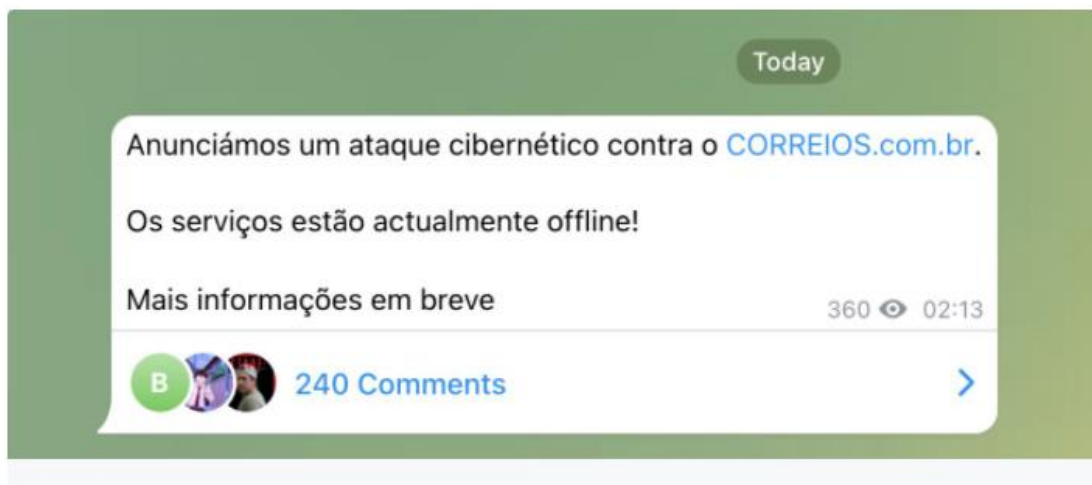 Today
Anunciámos um ataque cibernético contra o CORREIOS.com.br.
Os serviços estão actualmente offline!
Mais informações em breve
360 02:13
B
240 Comments